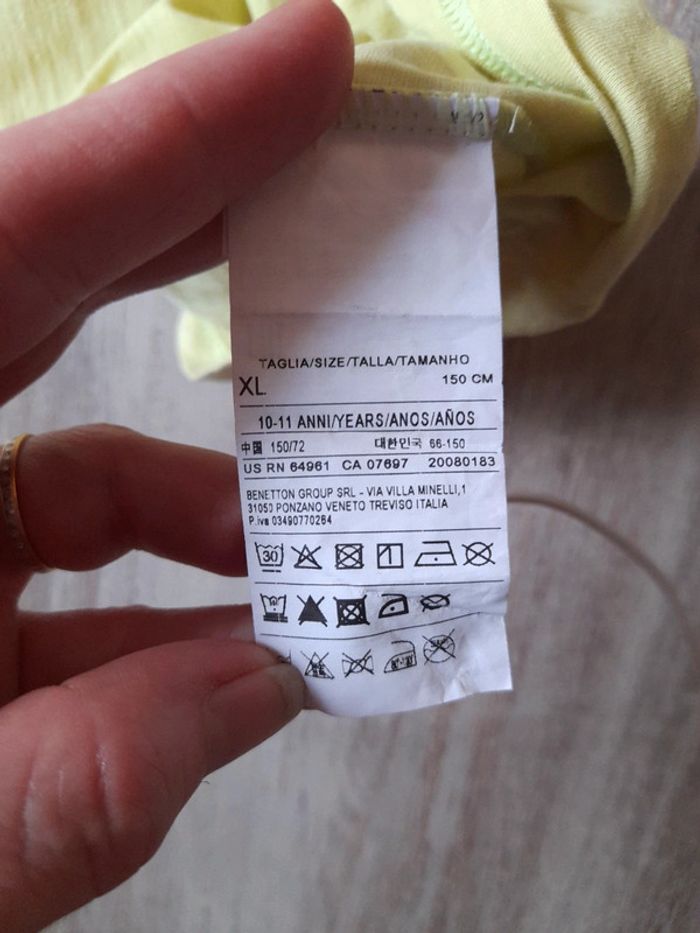 TAGLIA/SIZE/TALLA/TAMANHO
XL 150 CM
10-11 ANNI/YEARS/ANOS/AÑOS
中国 150/72 대한민국 66-150
US RN 64961 CA 07697 20080183
BENETTON GROUP SRL - VIA VILLA MINELLI,1
31050 PONZANO VENETO TREVISO ITALIA
P.iva 03490770264
30